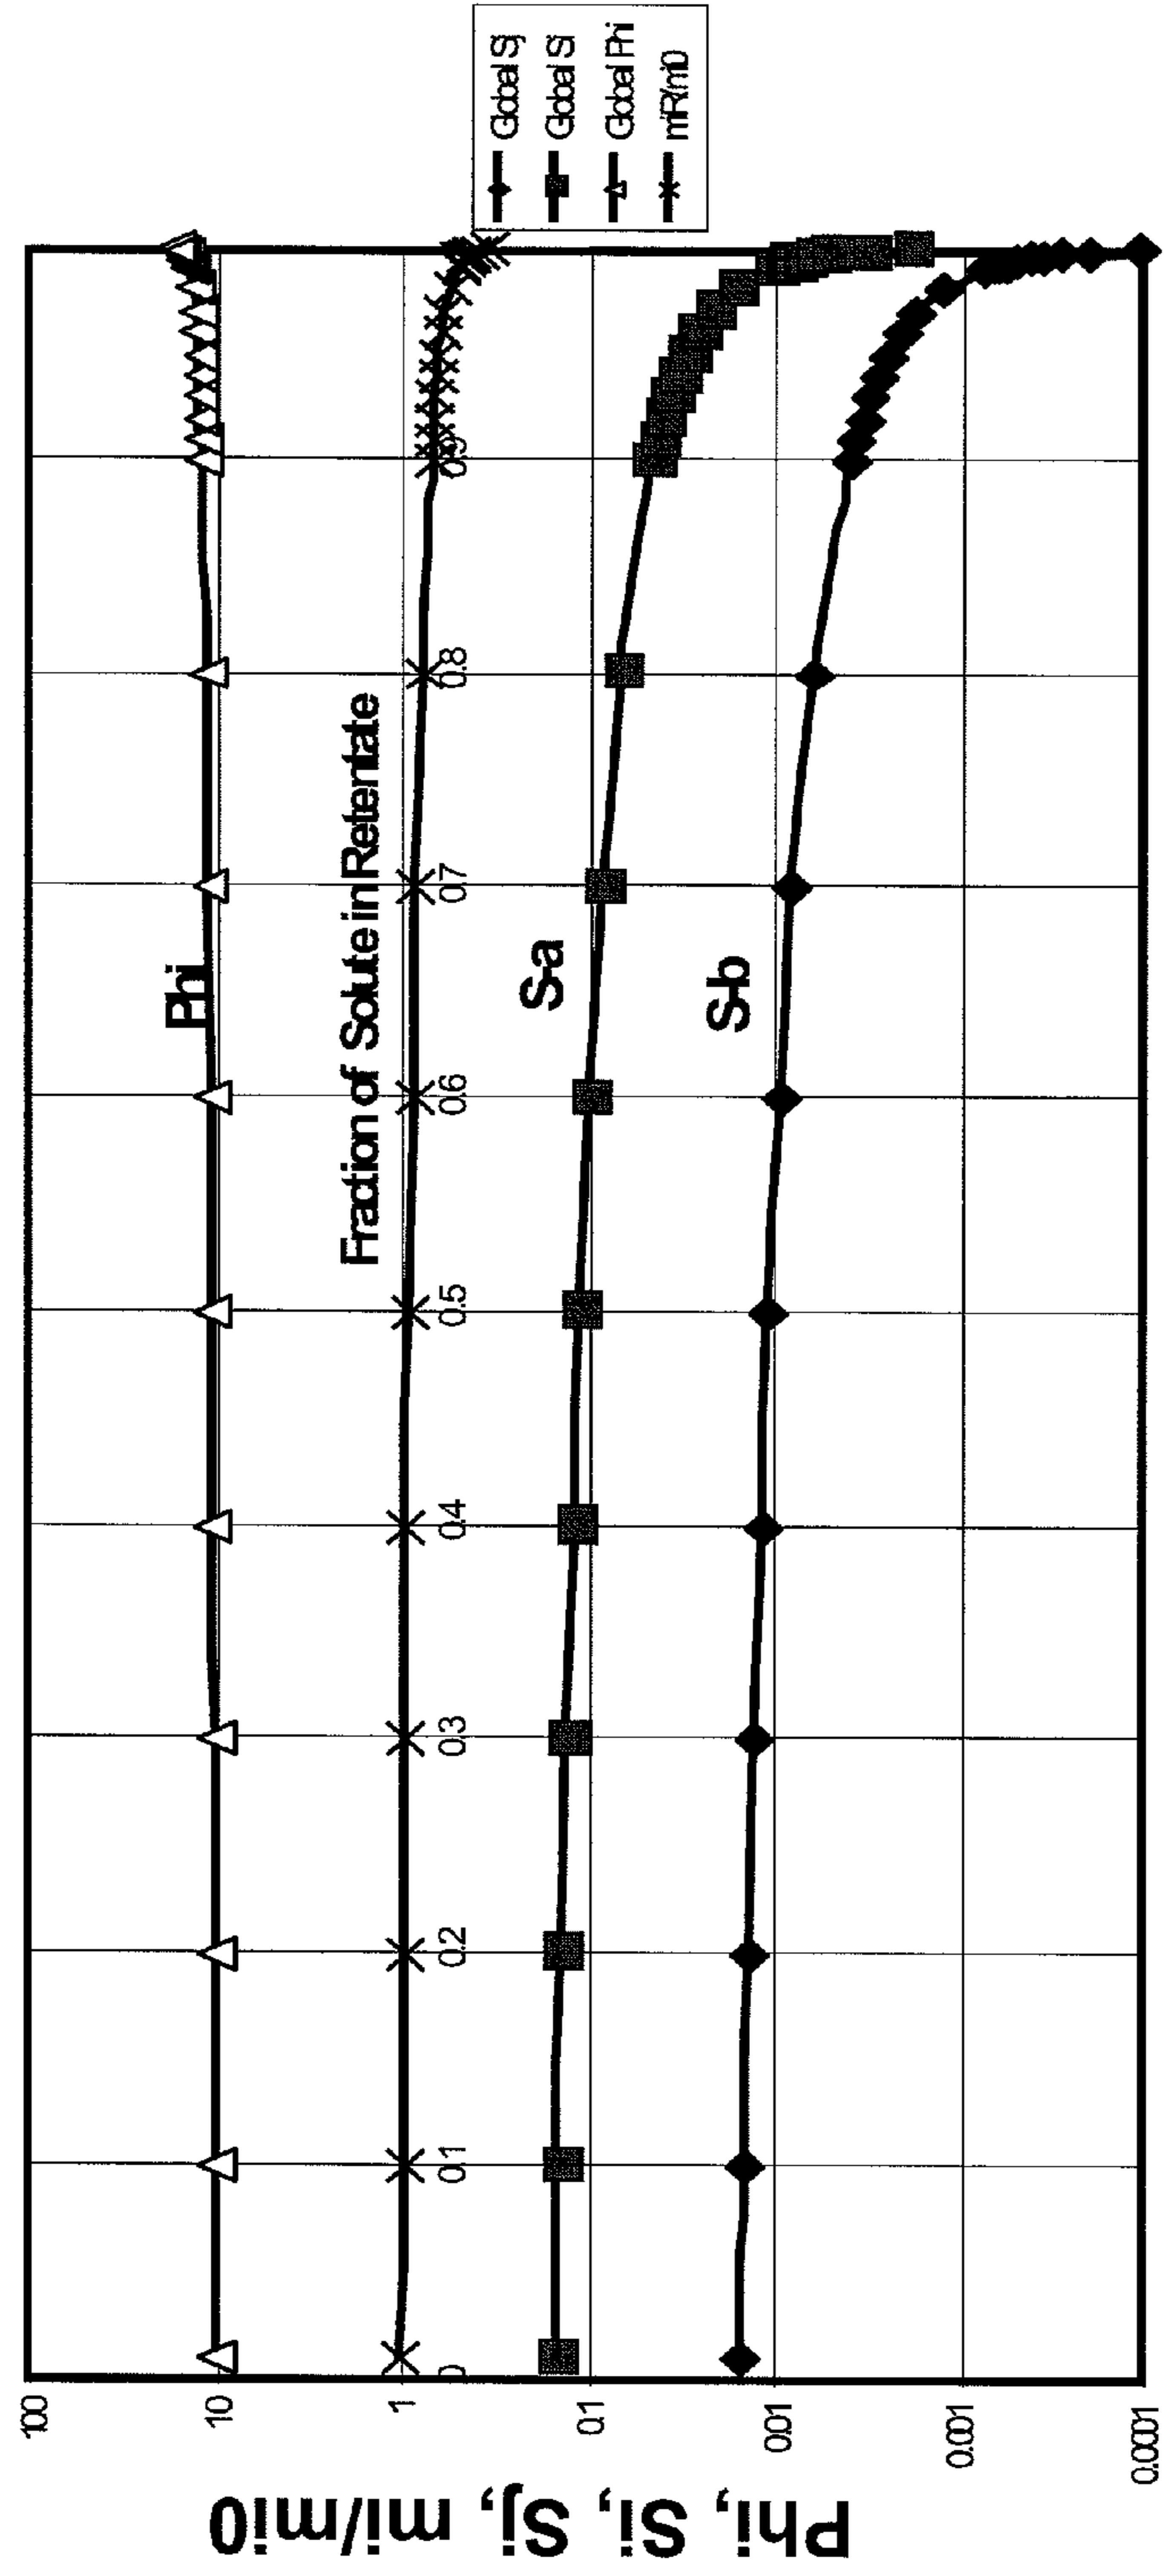 Phi, Si, Sj, mi/mi0
100
10
1
0.1
0.01
0.001
0.0001
Phi
Fraction of Solute in Retentate
0
0.1
0.2
0.3
0.4
0.5
0.6
0.7
0.8
0.9
S-a
S-b
Global Sj
Global Si
Global Phi
miR/mi0